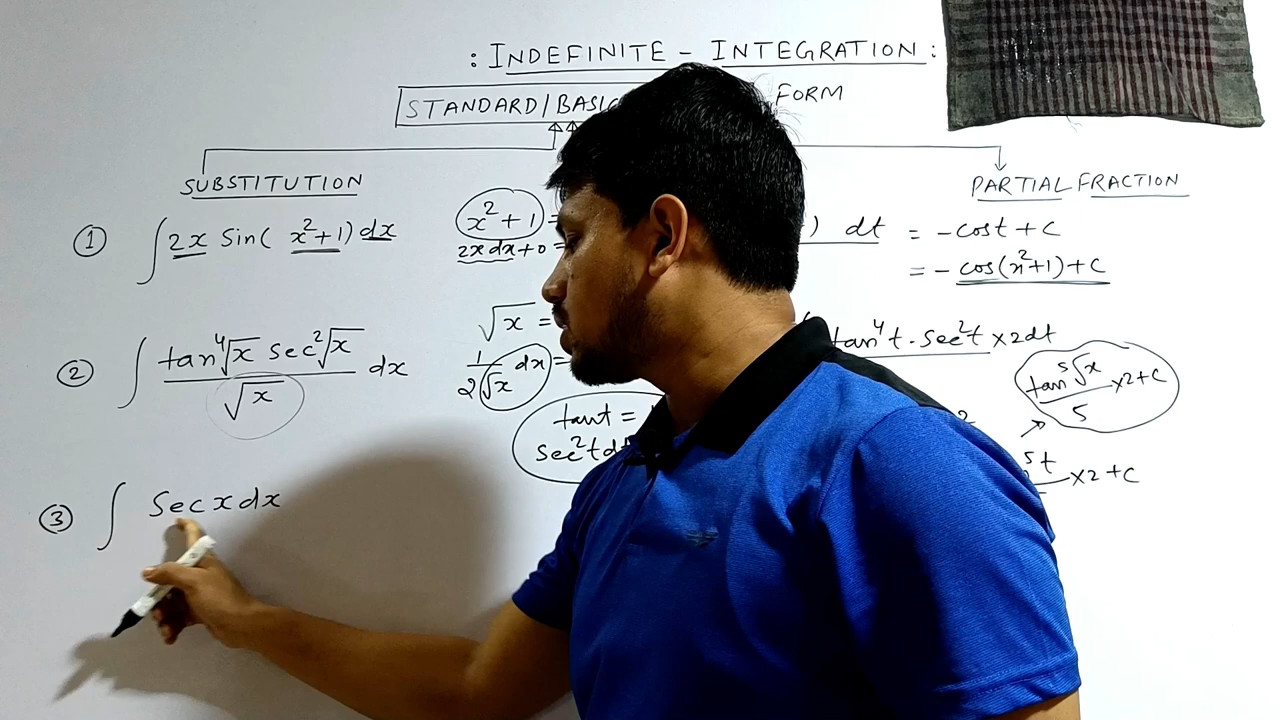 : INDEFINITE - INTEGRATION :
STANDARD/BASIC FORM
SUBSTITUTION
PARTIAL FRACTION
① ∫ 2x Sin( x²+1) dx
x²+1 =
2x dx+0 =
) dt = -cost+C
= - cos(x²+1)+C
② ∫ tan⁴√x sec²√x / √x dx
√x =
1/2√x dx =
tan⁴t · sec²t x2dt
tant =
sec²t dt
tan⁵√x / 5 x2+C
⁵t x2+C
③ ∫ Sec x dx